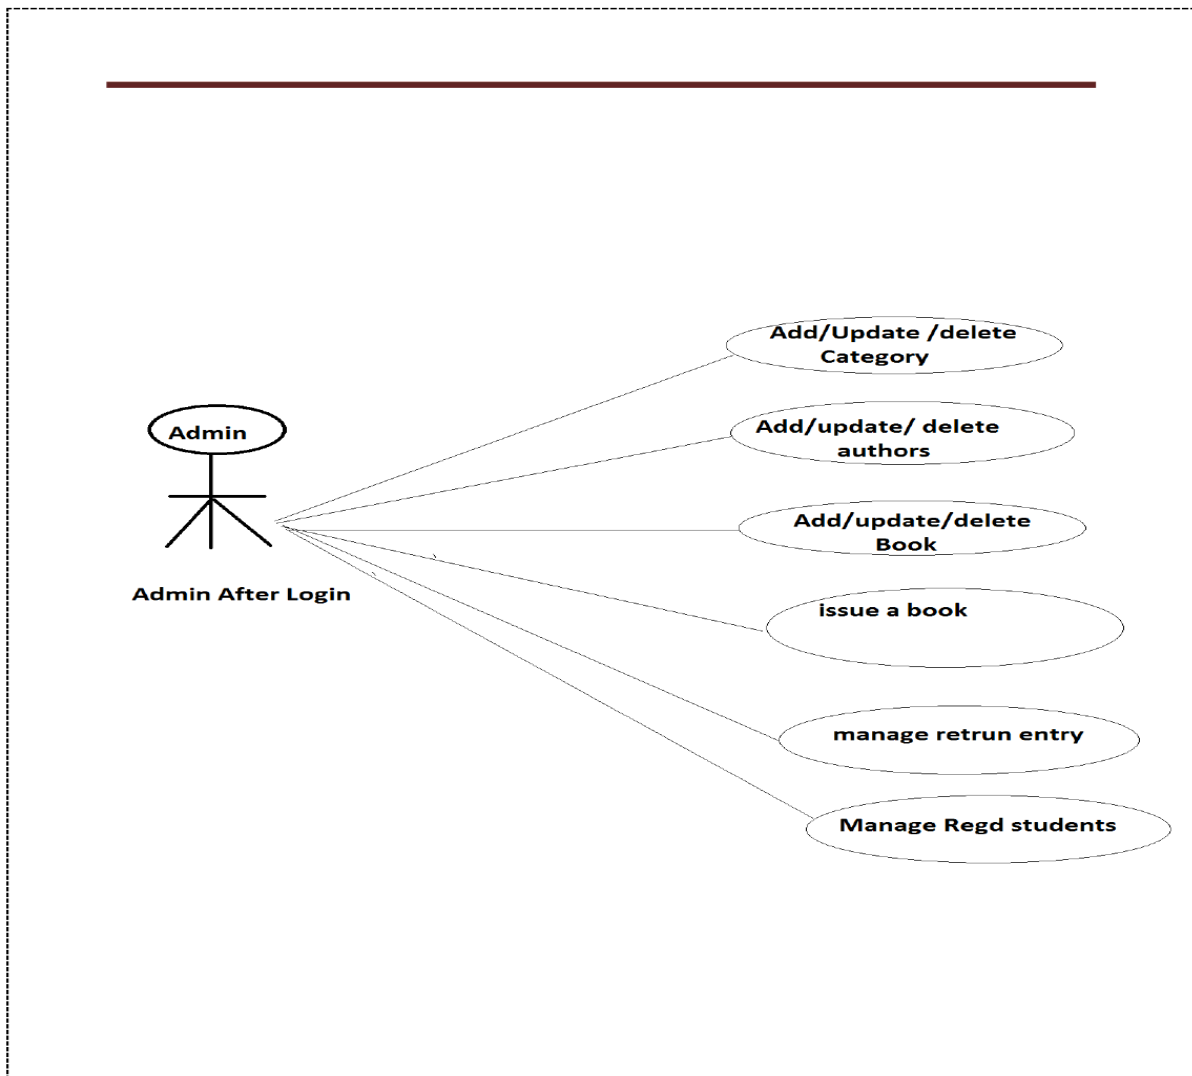 Add/Update /delete
Category
Admin
Add/update/ delete
authors
Add/update/delete
Book
Admin After Login
issue a book
manage retrun entry
Manage Regd students